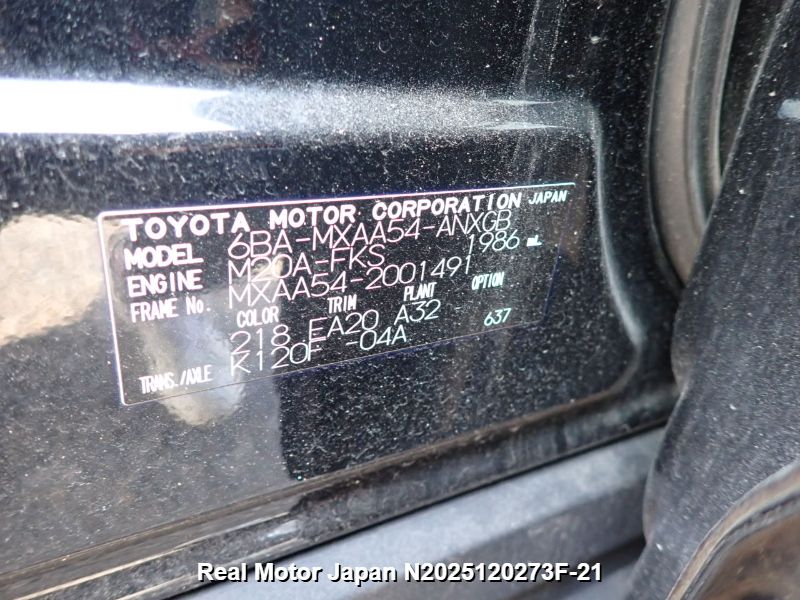 TOYOTA MOTOR CORPORATION JAPAN
MODEL 6BA-MXAA54-ANXGB
ENGINE M20A-FKS 1986 mL
FRAME No. MXAA54-2001491
COLOR TRIM PLANT OPTION
218 EA20 A32 - 637
TRANS./AXLE K120F -04A
Real Motor Japan N2025120273F-21